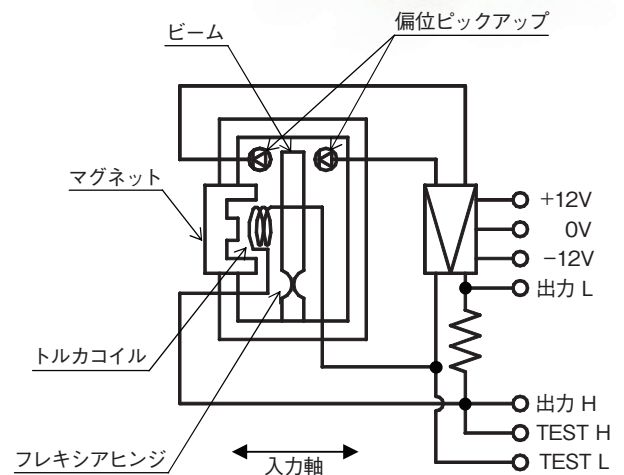 ビーム
偏位ピックアップ
マグネット
+12V
0V
−12V
出力 L
トルカコイル
出力 H
TEST H
フレキシアヒンジ
入力軸
TEST L